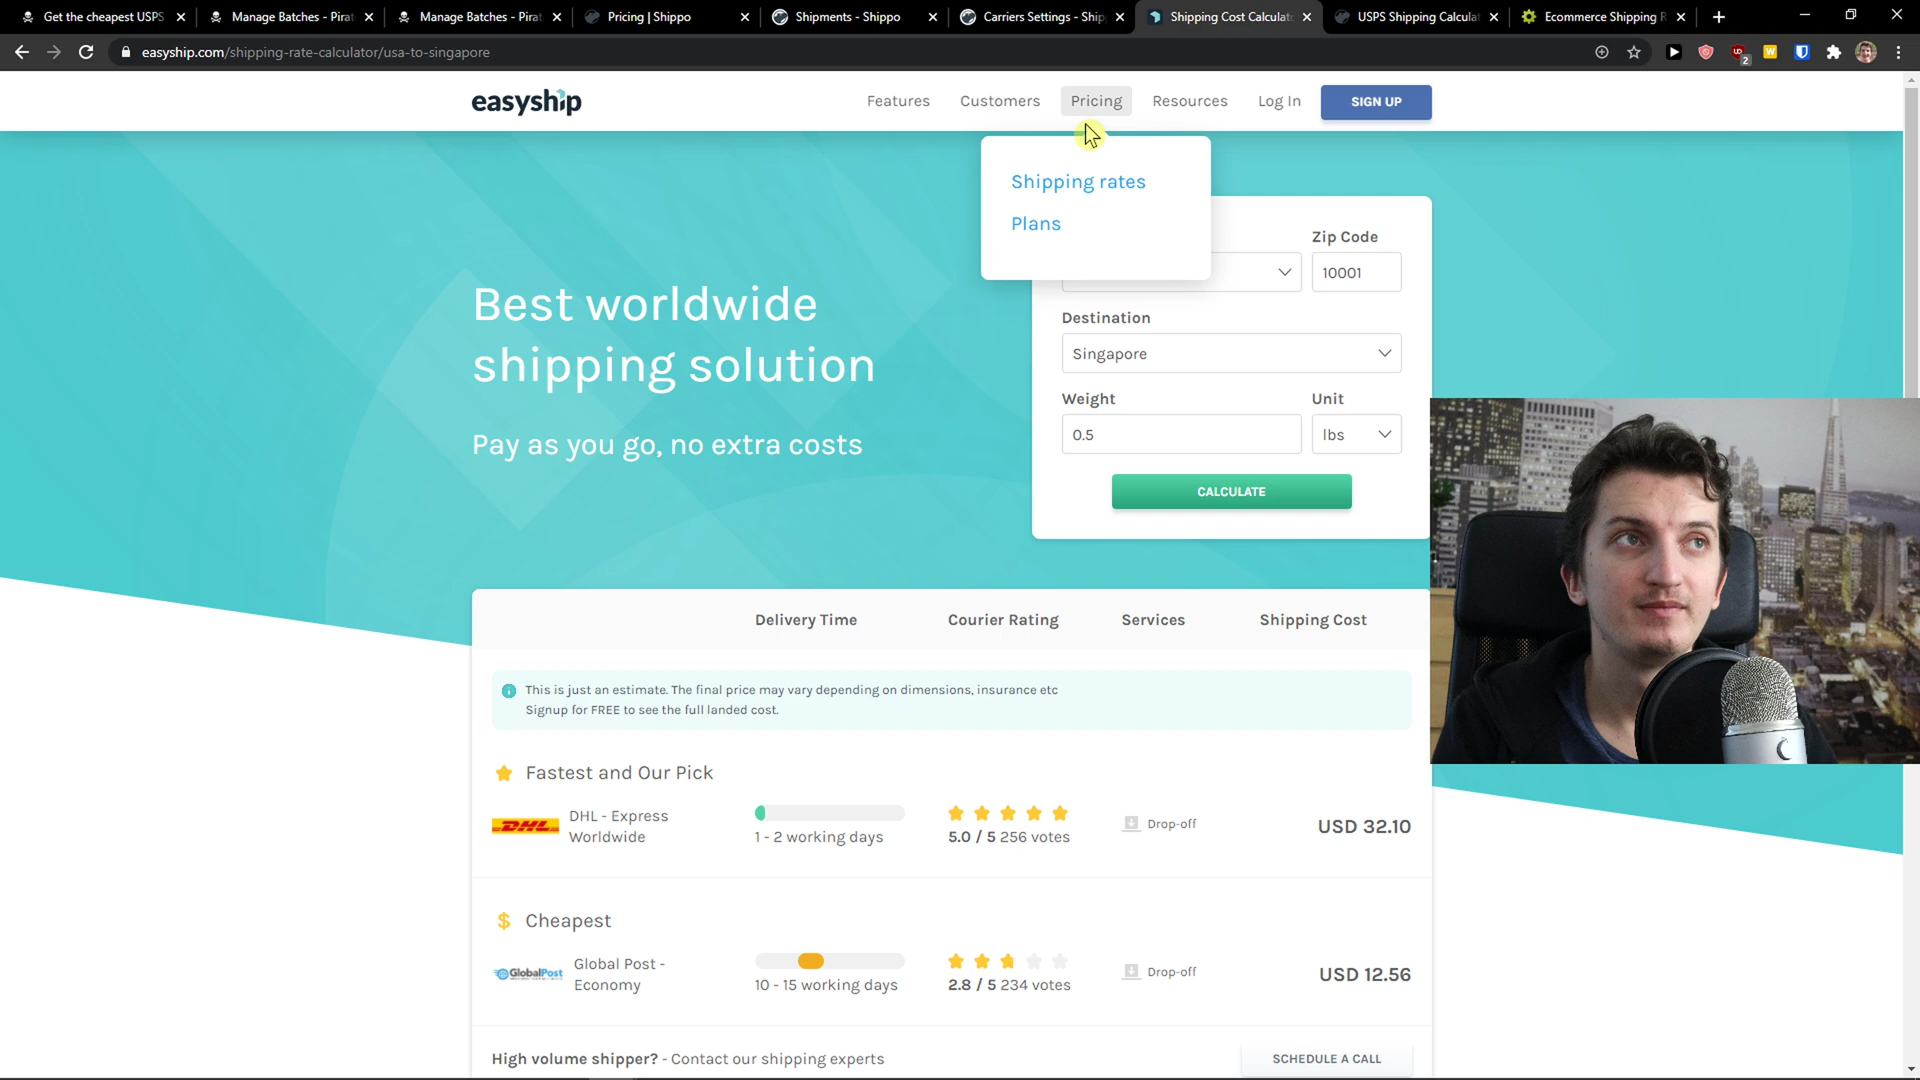 Get the cheapest USPS
Manage Batches - Pirat
Manage Batches - Pirat
Pricing | Shippo
Shipments - Shippo
Carriers Settings - Ship
Shipping Cost Calculat
USPS Shipping Calculat
Ecommerce Shipping R
easyship.com/shipping-rate-calculator/usa-to-singapore
2
W
easyship
Features
Customers
Pricing
Resources
Log In
SIGN UP
Shipping rates
Plans
Zip Code
10001
Destination
Singapore
Weight
Unit
0.5
lbs
CALCULATE
Best worldwide
shipping solution
Pay as you go, no extra costs
Delivery Time
Courier Rating
Services
Shipping Cost
This is just an estimate. The final price may vary depending on dimensions, insurance etc
Signup for FREE to see the full landed cost.
Fastest and Our Pick
DHL
DHL - Express
Worldwide
1 - 2 working days
5.0 / 5 256 votes
Drop-off
USD 32.10
$ Cheapest
GlobalPost
Global Post -
Economy
10 - 15 working days
2.8 / 5 234 votes
Drop-off
USD 12.56
High volume shipper? - Contact our shipping experts
SCHEDULE A CALL